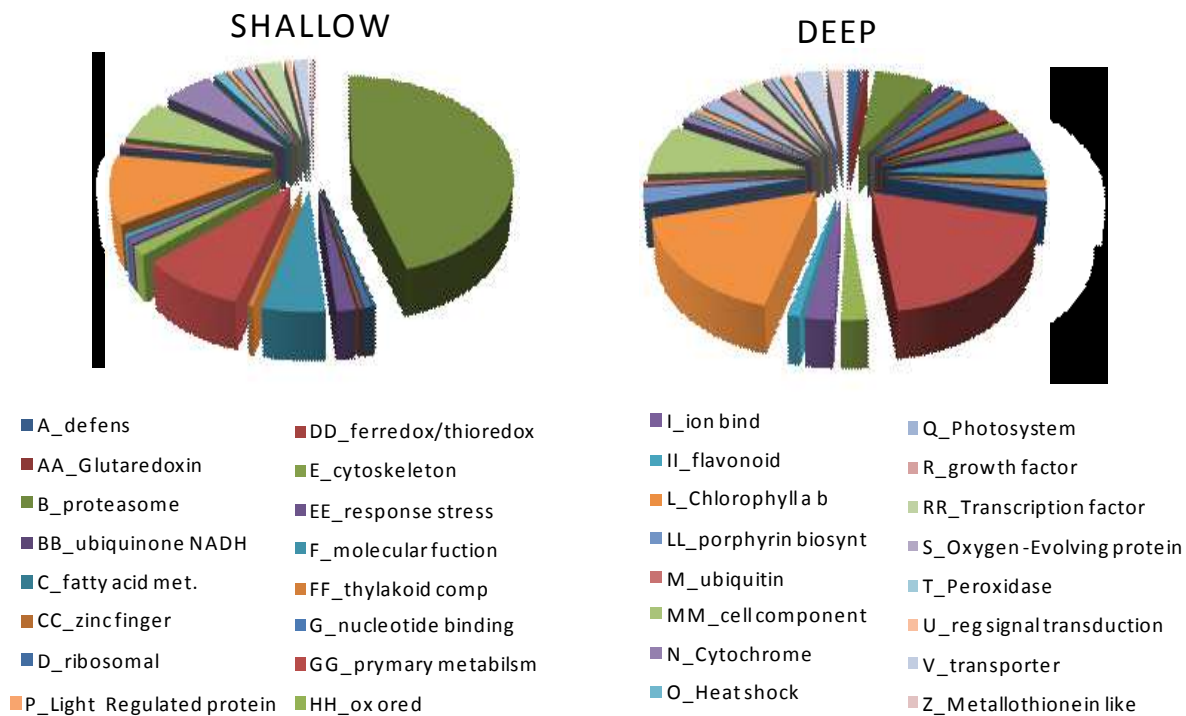 SHALLOW
DEEP
A_defens
AA_Glutaredoxin
B_proteasome
BB_ubiquinone NADH
C_fatty acid met.
CC_zinc finger
D_ribosomal
P_Light Regulated protein
DD_ferredox/thioredox
E_cytoskeleton
EE_response stress
F_molecular fuction
FF_thylakoid comp
G_nucleotide binding
GG_prymary metabilsm
HH_ox ored
I_ion bind
II_flavonoid
L_Chlorophyll a b
LL_porphyrin biosynt
M_ubiquitin
MM_cell component
N_Cytochrome
O_Heat shock
Q_Photosystem
R_growth factor
RR_Transcription factor
S_Oxygen-Evolving protein
T_Peroxidase
U_reg signal transduction
V_transporter
Z_Metallothionein like